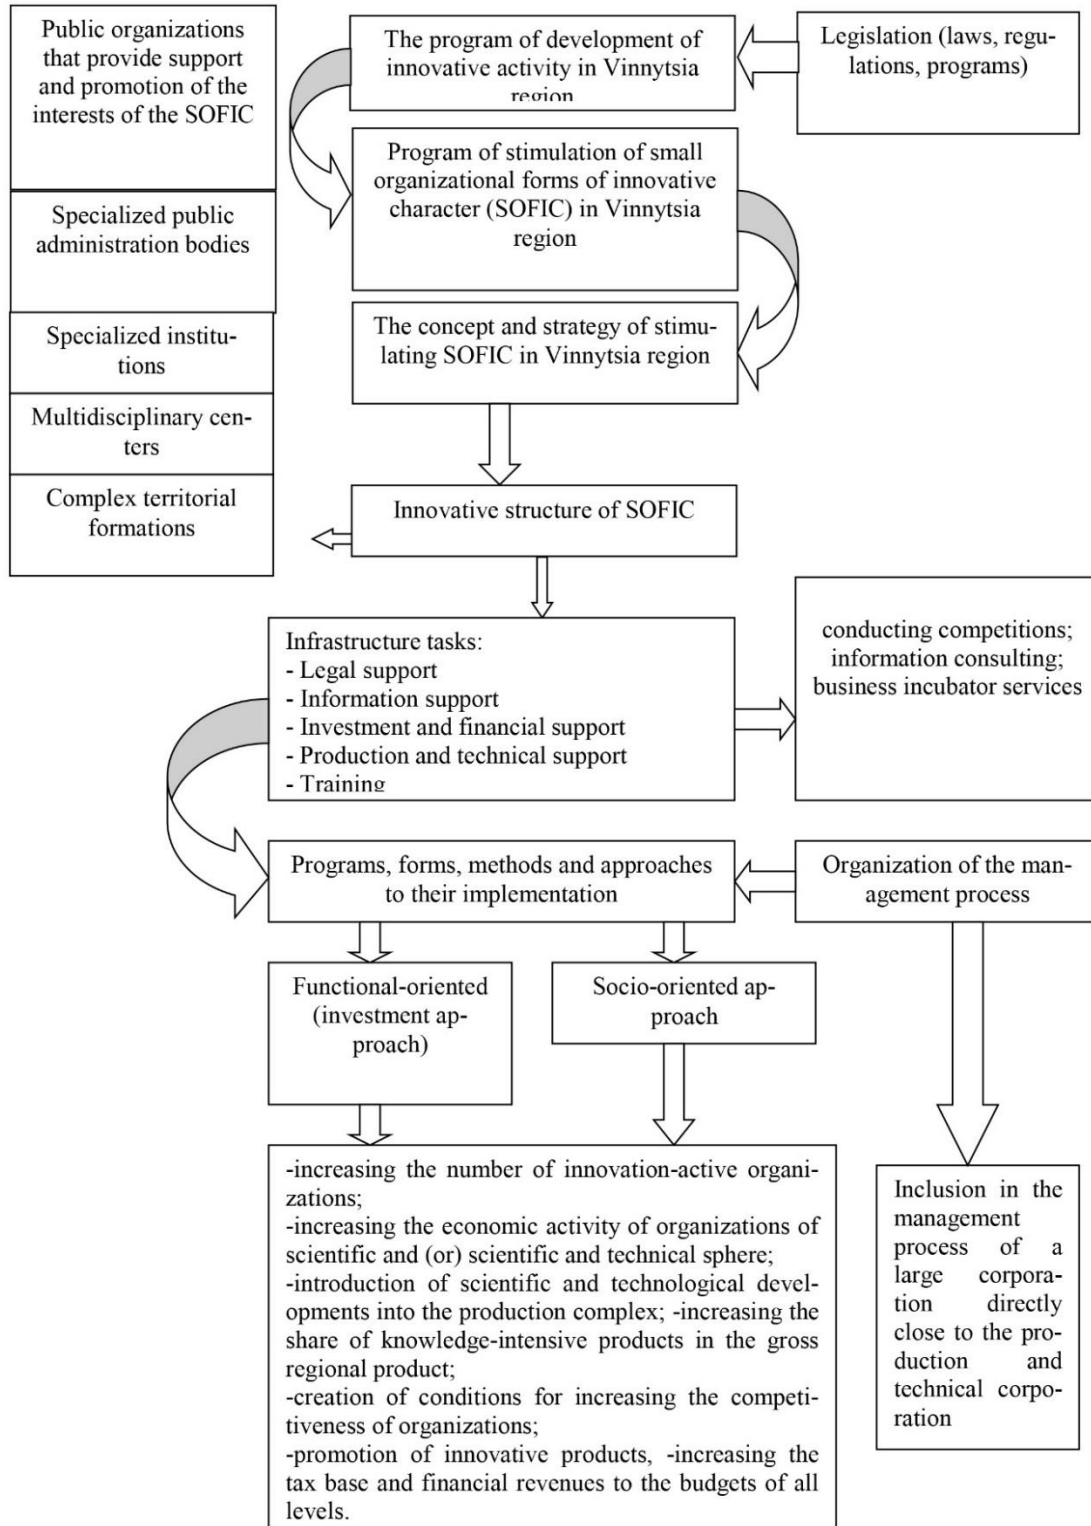 Public organizations
that provide support
and promotion of the
interests of the SOFIC
Specialized public
administration bodies
Specialized institu-
tions
Multidisciplinary cen-
ters
Complex territorial
formations
The program of development of
innovative activity in Vinnytsia
region
Legislation (laws, regu-
lations, programs)
Program of stimulation of small
organizational forms of innovative
character (SOFIC) in Vinnytsia
region
The concept and strategy of stimu-
lating SOFIC in Vinnytsia region
Innovative structure of SOFIC
Infrastructure tasks:
- Legal support
- Information support
- Investment and financial support
- Production and technical support
- Training
conducting competitions;
information consulting;
business incubator services
Programs, forms, methods and approaches
to their implementation
Organization of the man-
agement process
Functional-oriented
(investment ap-
proach)
Socio-oriented ap-
proach
-increasing the number of innovation-active organi-
zations;
-increasing the economic activity of organizations of
scientific and (or) scientific and technical sphere;
-introduction of scientific and technological devel-
opments into the production complex; -increasing the
share of knowledge-intensive products in the gross
regional product;
-creation of conditions for increasing the competi-
tiveness of organizations;
-promotion of innovative products, -increasing the
tax base and financial revenues to the budgets of all
levels.
Inclusion in the
management
process of a
large corpora-
tion directly
close to the pro-
duction and
technical corpo-
ration